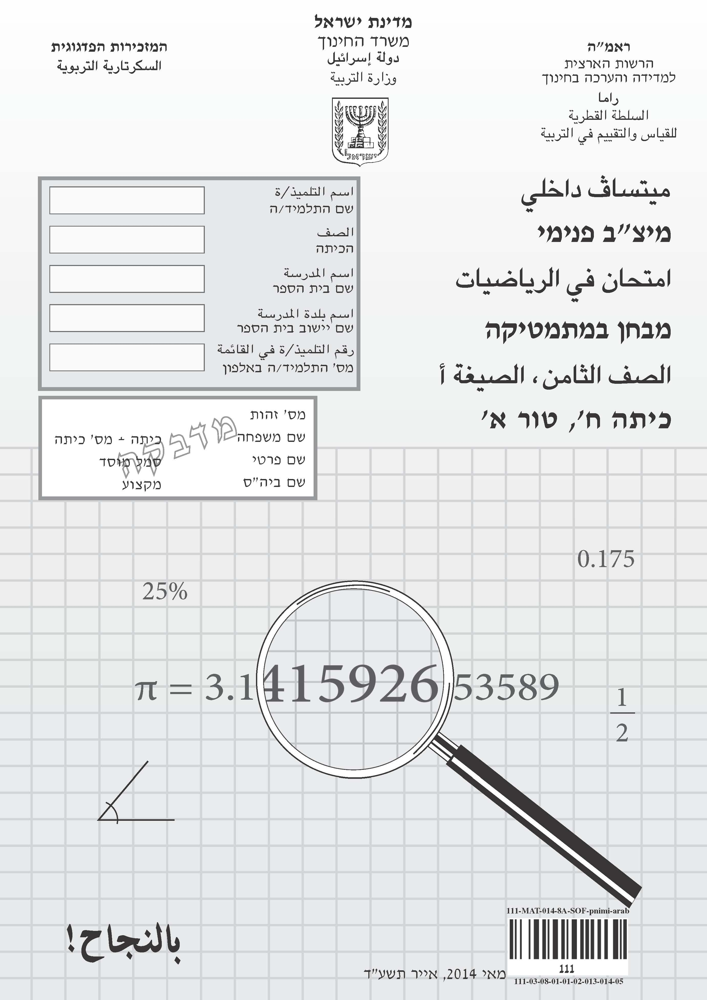 מדינת ישראל
משרד החינוך
دولة إسرائيل
وزارة التربية
ראמ"ה
הרשות הארצית
למדידה והערכה בחינוך
راما
السلطة القطرية
للقياس والتقييم في التربية
המזכירות הפדגוגית
السكرتارية التربوية
ישראל
ميتساڤ داخلي
מיצ"ב פנימי
امتحان في الرياضيات
מבחן במתמטיקה
الصف الثامن، الصيغة أ
כיתה ח', טור א'
اسم التلميذ/ة
שם התלמיד/ה
الصف
הכיתה
اسم المدرسة
שם בית הספר
اسم بلدة المدرسة
שם יישוב בית הספר
رقم التلميذ/ة في القائمة
מס' התלמיד/ה באלפון
מס' זהות
שם משפחה
כיתה + מס' כיתה
שם פרטי
סמל מוסד
שם ביה"ס
מקצוע
מדבקה
0.175
25%
π = 3.1415926 53589
1
2
111-MAT-014-8A-SOF-pnimi-arab
111
111-03-08-01-01-02-013-014-05
מאי 2014, אייר תשע"ד
بالنجاح!